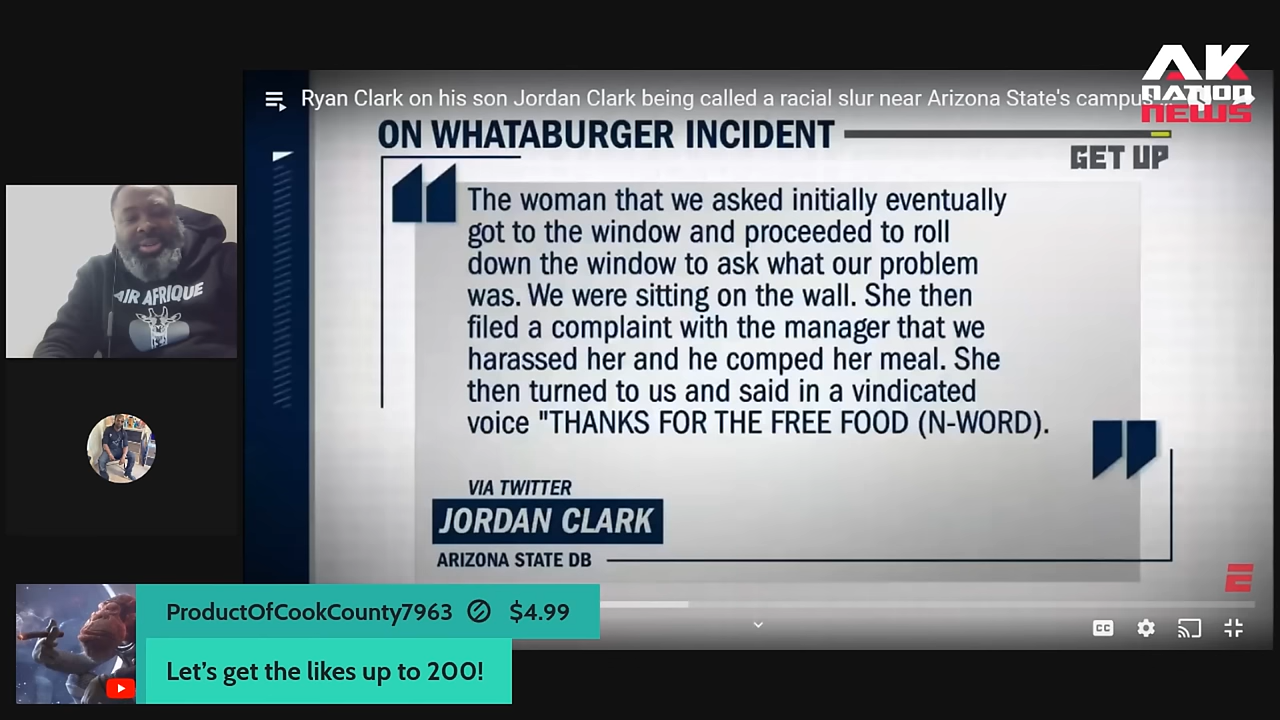 Ryan Clark on his son Jordan Clark being called a racial slur near Arizona State's campus
AK
NATION
NEWS
ON WHATABURGER INCIDENT
GET UP
The woman that we asked initially eventually
got to the window and proceeded to roll
down the window to ask what our problem
was. We were sitting on the wall. She then
filed a complaint with the manager that we
harassed her and he comped her meal. She
then turned to us and said in a vindicated
voice "THANKS FOR THE FREE FOOD (N-WORD).
VIA TWITTER
JORDAN CLARK
ARIZONA STATE DB
AIR AFRIQUE
E
CC
ProductOfCookCounty7963 $4.99
Let's get the likes up to 200!